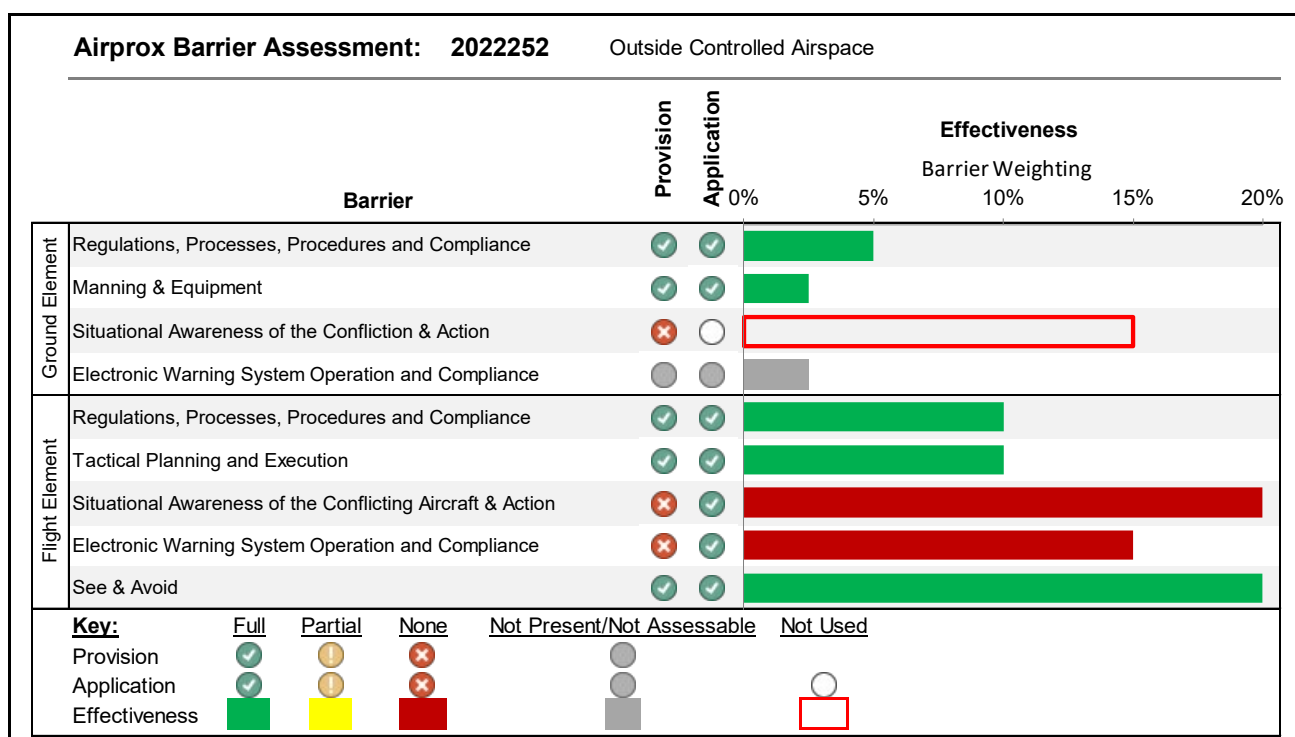 Airprox Barrier Assessment: 2022252 Outside Controlled Airspace
Barrier
Provision
Application
Effectiveness
Barrier Weighting
0% 5% 10% 15% 20%
Ground Element
Regulations, Processes, Procedures and Compliance
Manning & Equipment
Situational Awareness of the Confliction & Action
Electronic Warning System Operation and Compliance
Flight Element
Regulations, Processes, Procedures and Compliance
Tactical Planning and Execution
Situational Awareness of the Conflicting Aircraft & Action
Electronic Warning System Operation and Compliance
See & Avoid
Key: Full Partial None Not Present/Not Assessable Not Used
Provision
Application
Effectiveness